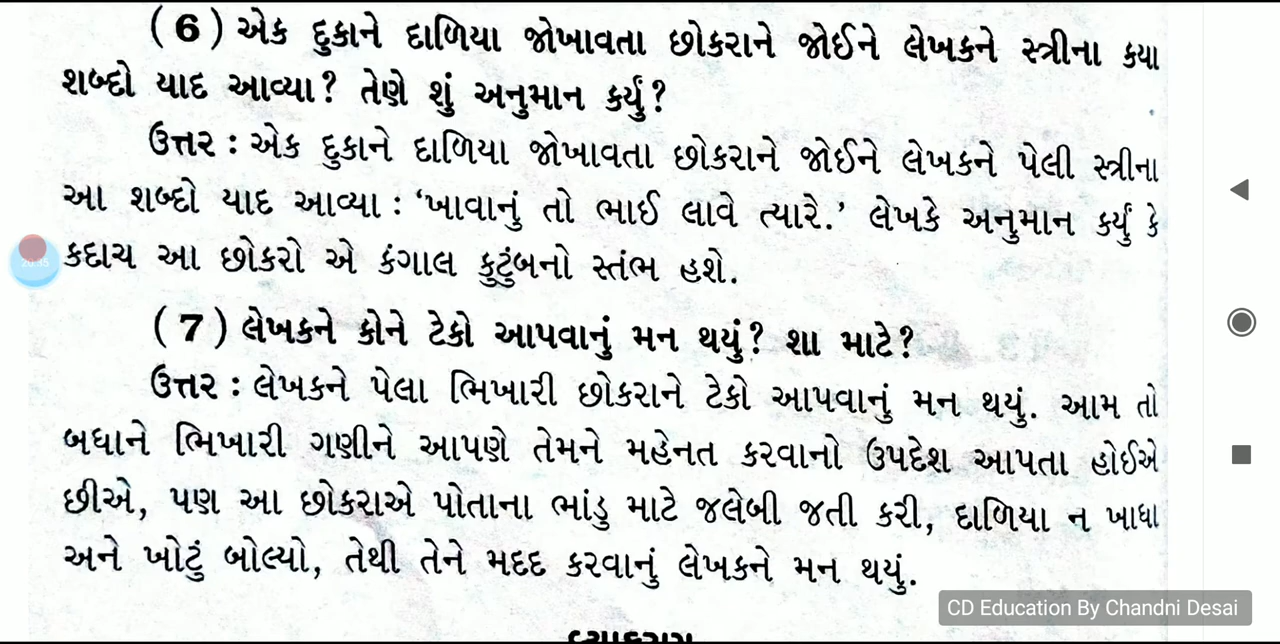 (6) એક દુકાને દાળિયા જોખાવતા છોકરાને જોઈને લેખકને સ્ત્રીના કયા
શબ્દો યાદ આવ્યા? તેણે શું અનુમાન કર્યું?
ઉત્તર : એક દુકાને દાળિયા જોખાવતા છોકરાને જોઈને લેખકને પેલી સ્ત્રીના
આ શબ્દો યાદ આવ્યા : ‘ખાવાનું તો ભાઈ લાવે ત્યારે.’ લેખકે અનુમાન કર્યું કે
કદાચ આ છોકરો એ કંગાલ કુટુંબનો સ્તંભ હશે.
(7) લેખકને કોને ટેકો આપવાનું મન થયું? શા માટે?
ઉત્તર : લેખકને પેલા ભિખારી છોકરાને ટેકો આપવાનું મન થયું. આમ તો
બધાને ભિખારી ગણીને આપણે તેમને મહેનત કરવાનો ઉપદેશ આપતા હોઈએ
છીએ, પણ આ છોકરાએ પોતાના ભાંડુ માટે જલેબી જતી કરી, દાળિયા ન ખાધા
અને ખોટું બોલ્યો, તેથી તેને મદદ કરવાનું લેખકને મન થયું.
CD Education By Chandni Desai